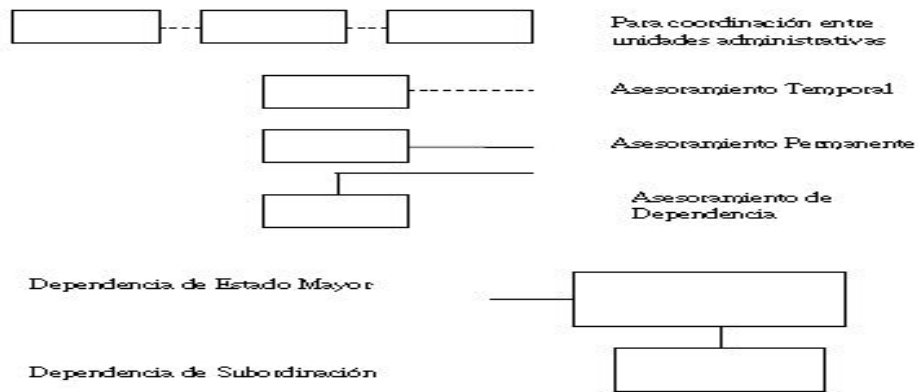 Para coordinación entre
unidades administrativas
Asesoramiento Temporal
Asesoramiento Permanente
Asesoramiento de
Dependencia
Dependencia de Estado Mayor
Dependencia de Subordinación